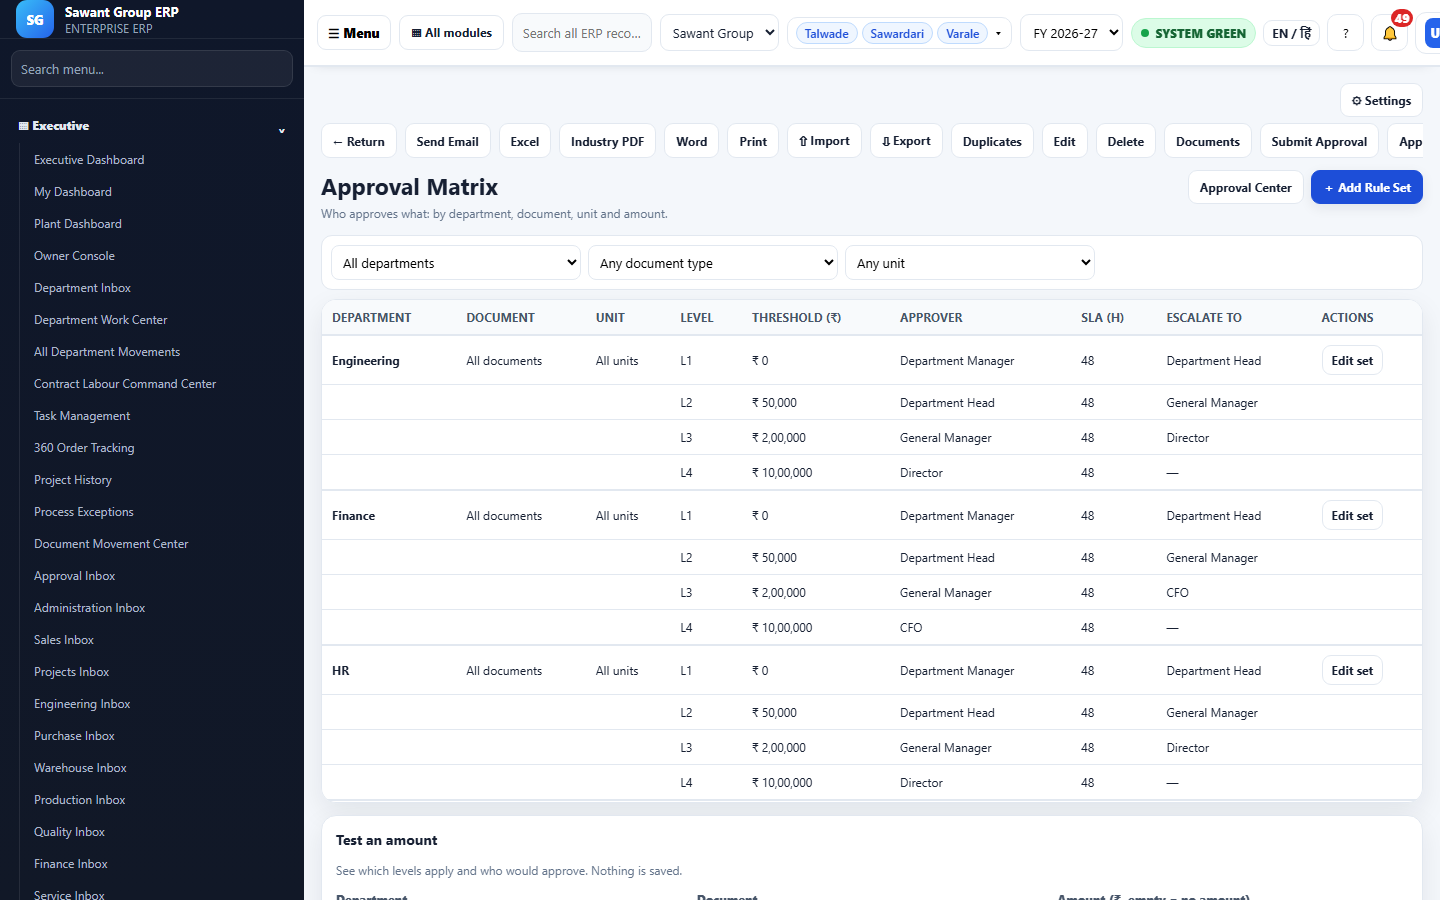 SG
Sawant Group ERP
ENTERPRISE ERP
Search menu...
Executive
Executive Dashboard
My Dashboard
Plant Dashboard
Owner Console
Department Inbox
Department Work Center
All Department Movements
Contract Labour Command Center
Task Management
360 Order Tracking
Project History
Process Exceptions
Document Movement Center
Approval Inbox
Administration Inbox
Sales Inbox
Projects Inbox
Engineering Inbox
Purchase Inbox
Warehouse Inbox
Production Inbox
Quality Inbox
Finance Inbox
Service Inbox
☰ Menu All modules Search all ERP reco... Sawant Group Talwade Sawardari Varale FY 2026-27 SYSTEM GREEN EN / हिं ? 49 U
⚙ Settings
← Return Send Email Excel Industry PDF Word Print ⇧ Import ⇩ Export Duplicates Edit Delete Documents Submit Approval App
Approval Matrix
Approval Center + Add Rule Set
Who approves what: by department, document, unit and amount.
All departments Any document type Any unit
DEPARTMENT DOCUMENT UNIT LEVEL THRESHOLD (₹) APPROVER SLA (H) ESCALATE TO ACTIONS
Engineering All documents All units L1 ₹ 0 Department Manager 48 Department Head Edit set
L2 ₹ 50,000 Department Head 48 General Manager
L3 ₹ 2,00,000 General Manager 48 Director
L4 ₹ 10,00,000 Director 48 —
Finance All documents All units L1 ₹ 0 Department Manager 48 Department Head Edit set
L2 ₹ 50,000 Department Head 48 General Manager
L3 ₹ 2,00,000 General Manager 48 CFO
L4 ₹ 10,00,000 CFO 48 —
HR All documents All units L1 ₹ 0 Department Manager 48 Department Head Edit set
L2 ₹ 50,000 Department Head 48 General Manager
L3 ₹ 2,00,000 General Manager 48 Director
L4 ₹ 10,00,000 Director 48 —
Test an amount
See which levels apply and who would approve. Nothing is saved.
Department Document Amount (₹, empty = no amount)